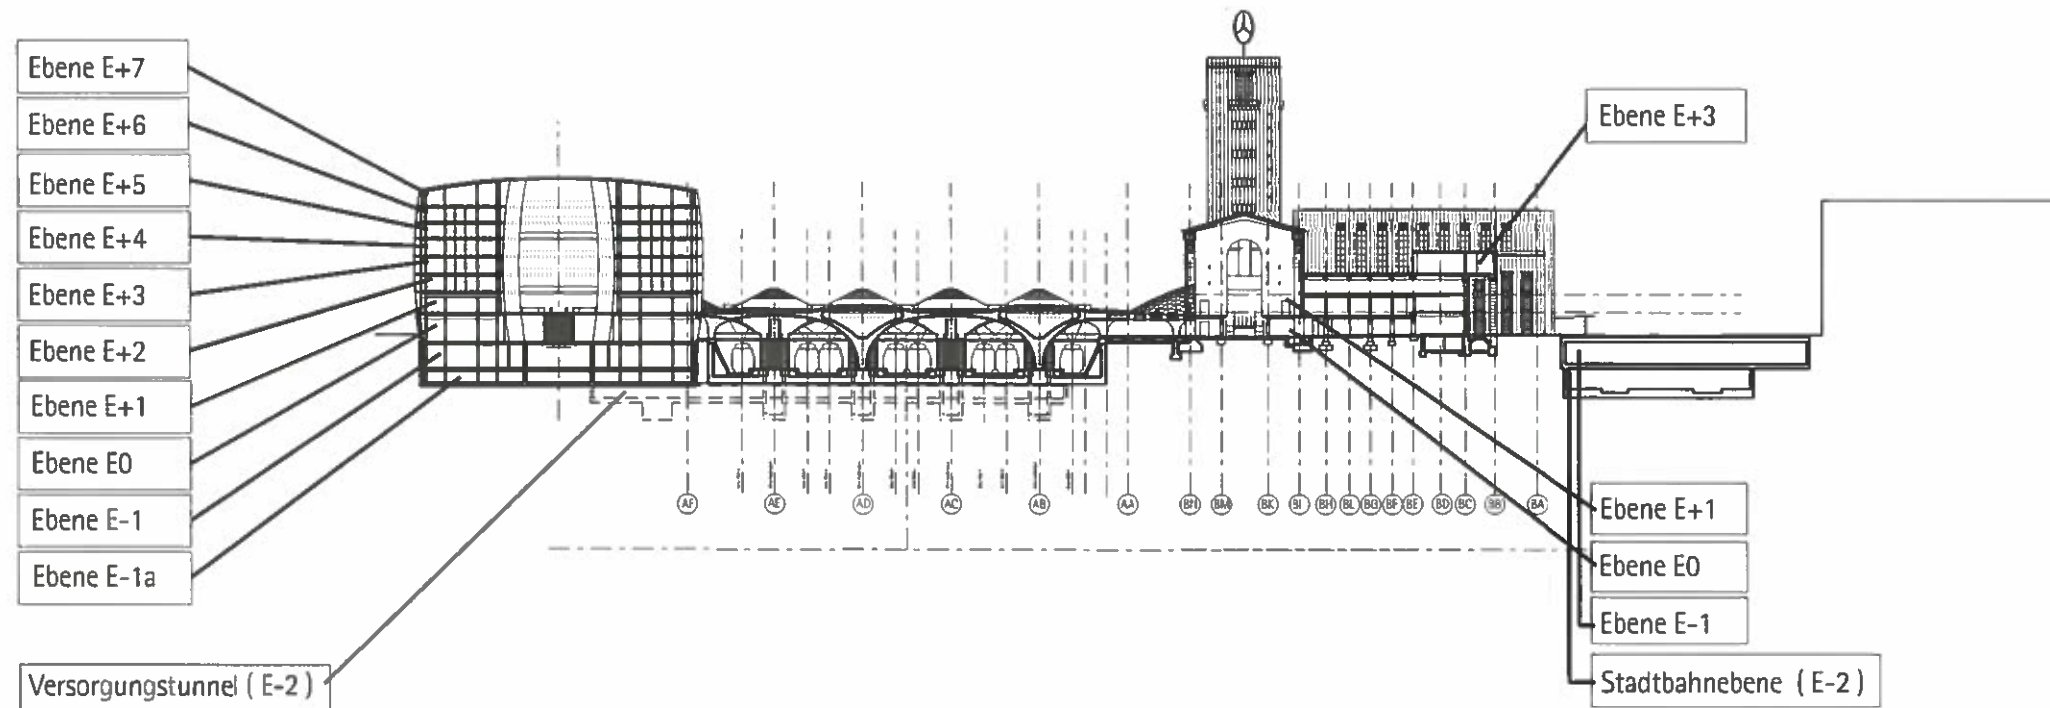 Ebene E+7
Ebene E+6
Ebene E+5
Ebene E+4
Ebene E+3
Ebene E+2
Ebene E+1
Ebene E0
Ebene E-1
Ebene E-1a
Versorgungstunnel ( E-2 )
Ebene E+3
Ebene E+1
Ebene E0
Ebene E-1
Stadtbahnebene ( E-2 )
AF AE AD AC AB AA BN BM BK BI BH BL BG BF BE BD BC BB BA